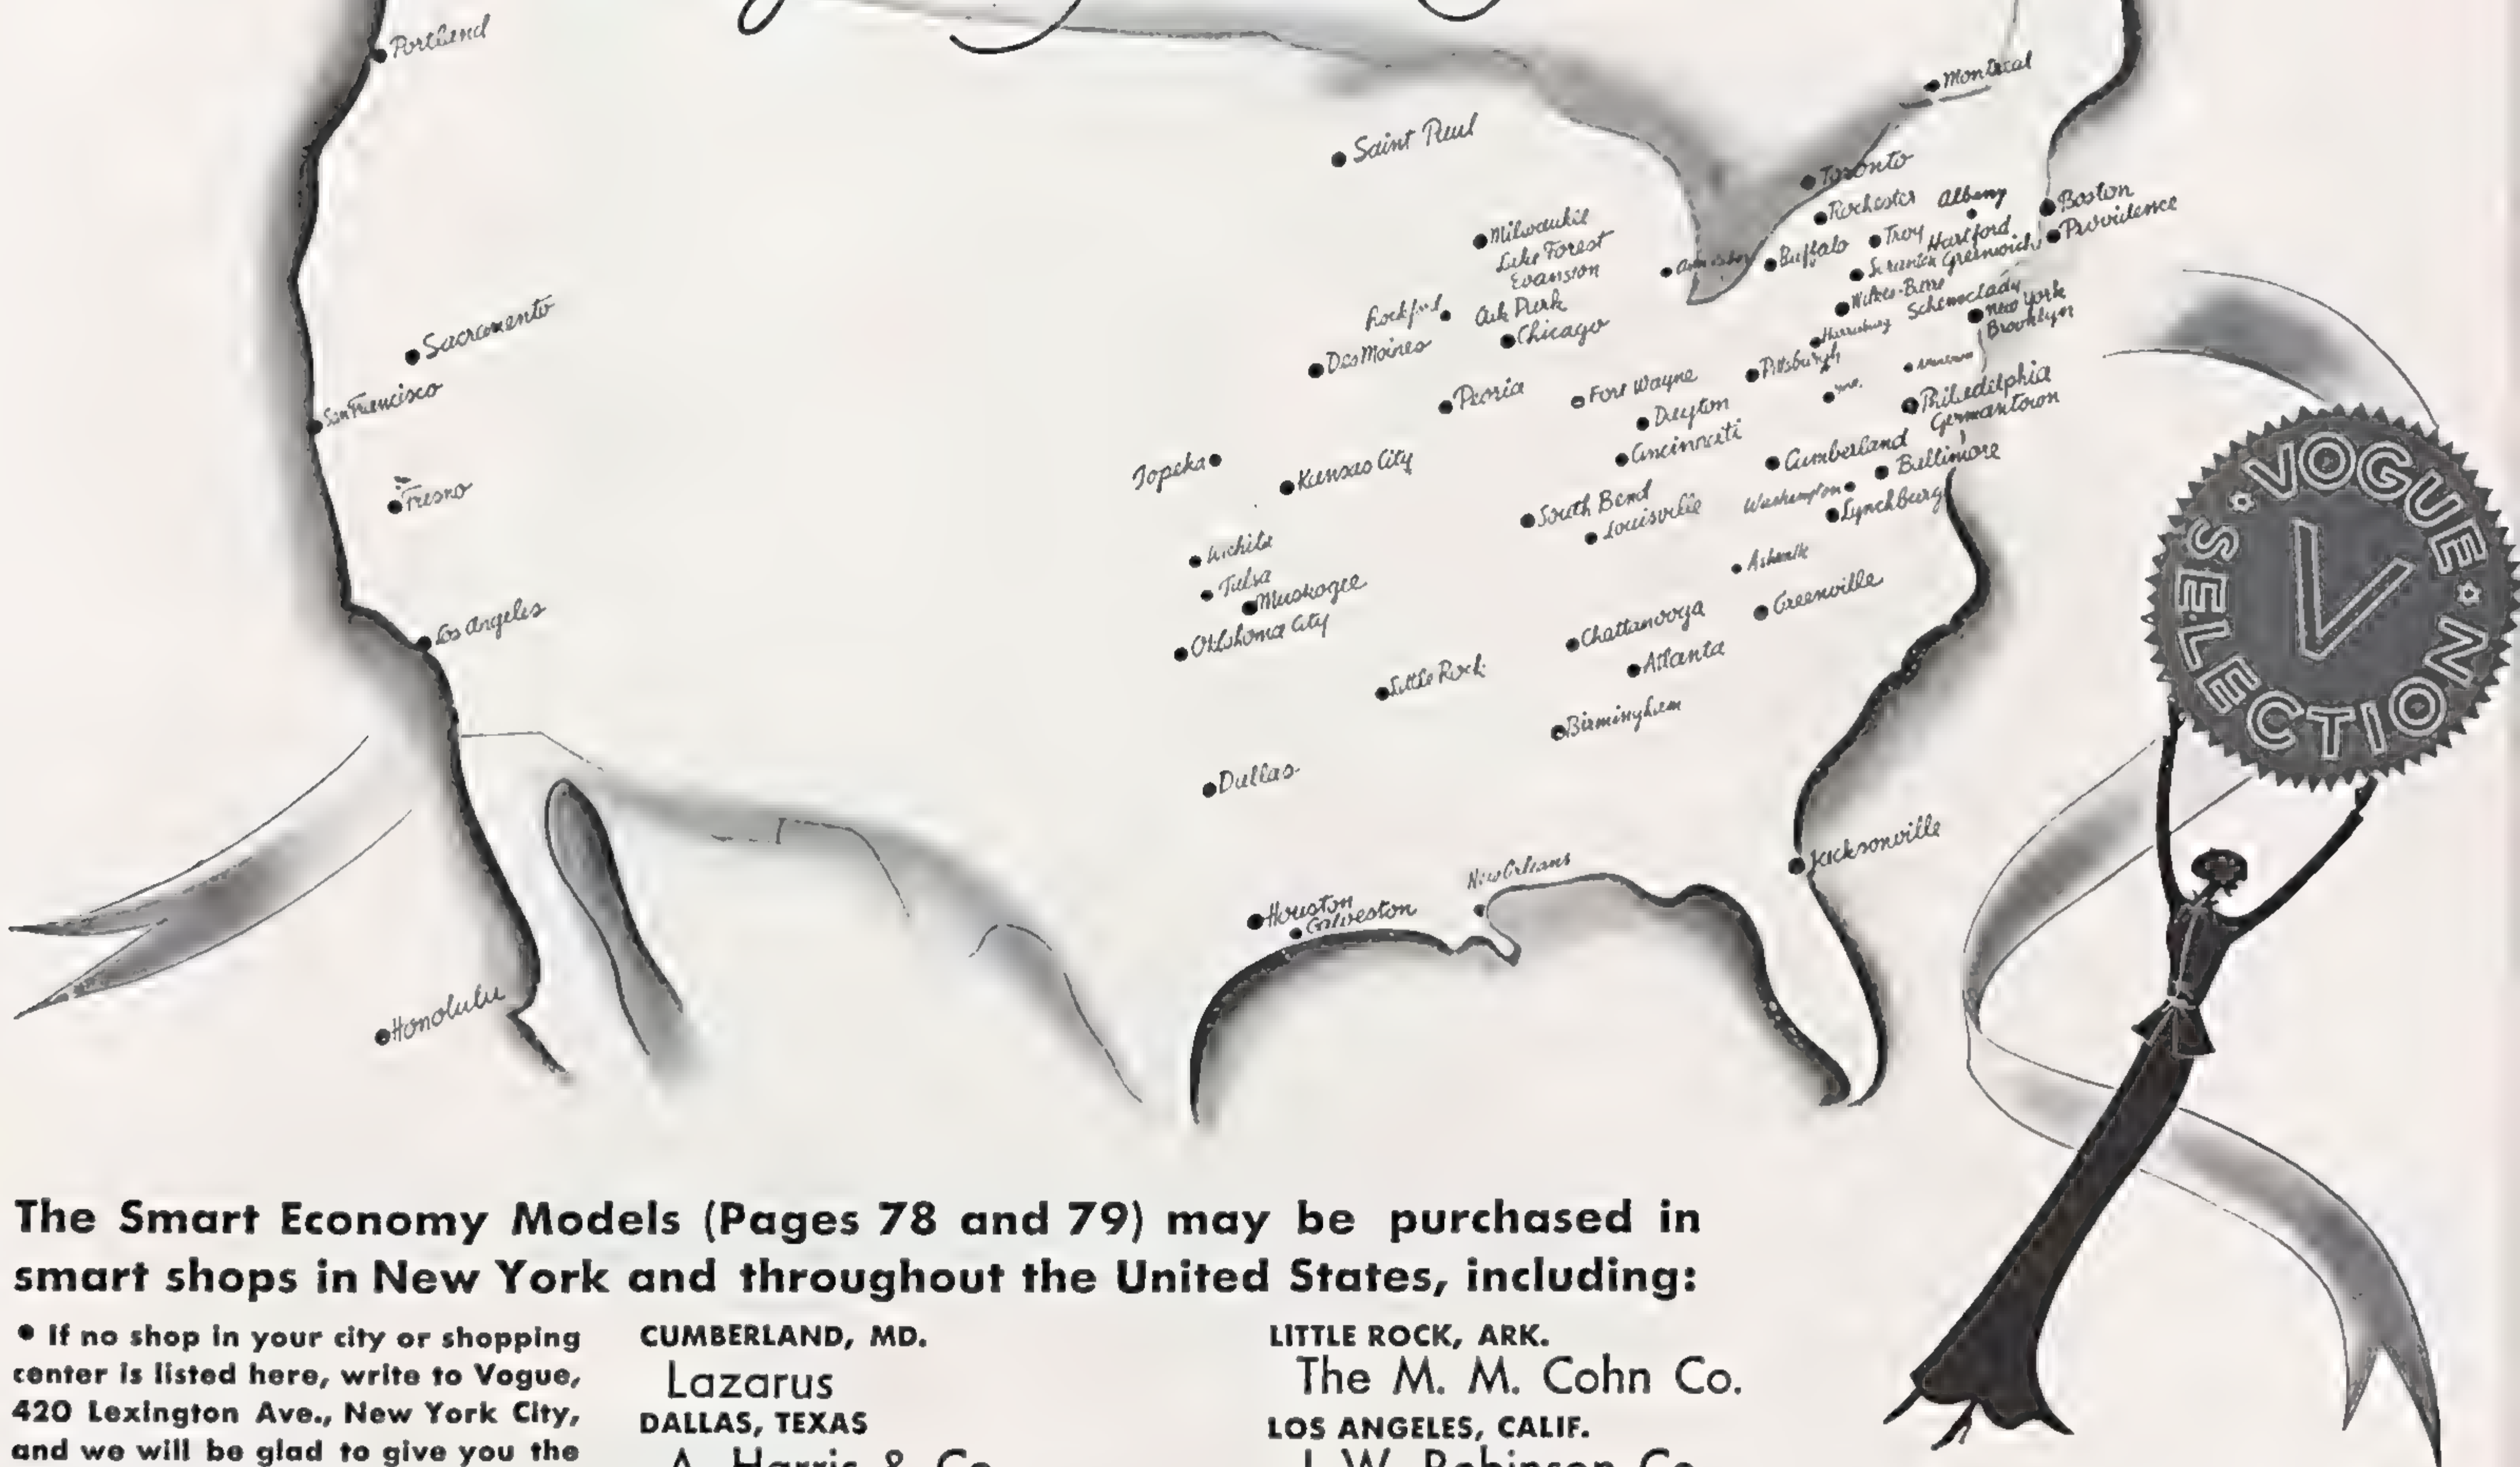 Portland
Montreal
Saint Paul
Toronto
Rochester
Albany
Boston
Providence
Milwaukie
Lake Forest
Evanston
Buffalo
Troy
Hartford
Greenwich
Scranton
Wilkes-Barre
Schenectady
New York
Brooklyn
Harrisburg
Rockford
Oak Park
Chicago
Des Moines
Sacramento
San Francisco
Pittsburgh
Peoria
Fort Wayne
Dayton
Cincinnati
Philadelphia
Germantown
Cumberland
Baltimore
Topeka
Kansas City
Fresno
South Bend
Louisville
Washington
Lynchburg
Wichita
Tulsa
Muskogee
Oklahoma City
Asheville
Greenville
Chattanooga
Atlanta
Los Angeles
Little Rock
Birmingham
Dallas
Jacksonville
New Orleans
Houston
Galveston
Honolulu
VOGUE SELECTION
V
The Smart Economy Models (Pages 78 and 79) may be purchased in
smart shops in New York and throughout the United States, including:
• If no shop in your city or shopping
center is listed here, write to Vogue,
420 Lexington Ave., New York City,
and we will be glad to give you the
CUMBERLAND, MD.
Lazarus
DALLAS, TEXAS
A. Harris & Co.
LITTLE ROCK, ARK.
The M. M. Cohn Co.
LOS ANGELES, CALIF.
J. W. Robinson Co.